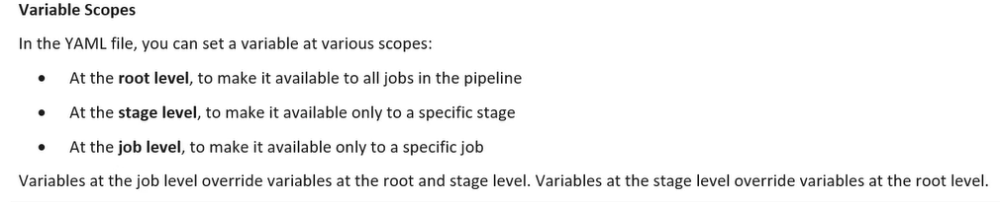 Variable Scopes
In the YAML file, you can set a variable at various scopes:
• At the root level, to make it available to all jobs in the pipeline
• At the stage level, to make it available only to a specific stage
• At the job level, to make it available only to a specific job
Variables at the job level override variables at the root and stage level. Variables at the stage level override variables at the root level.